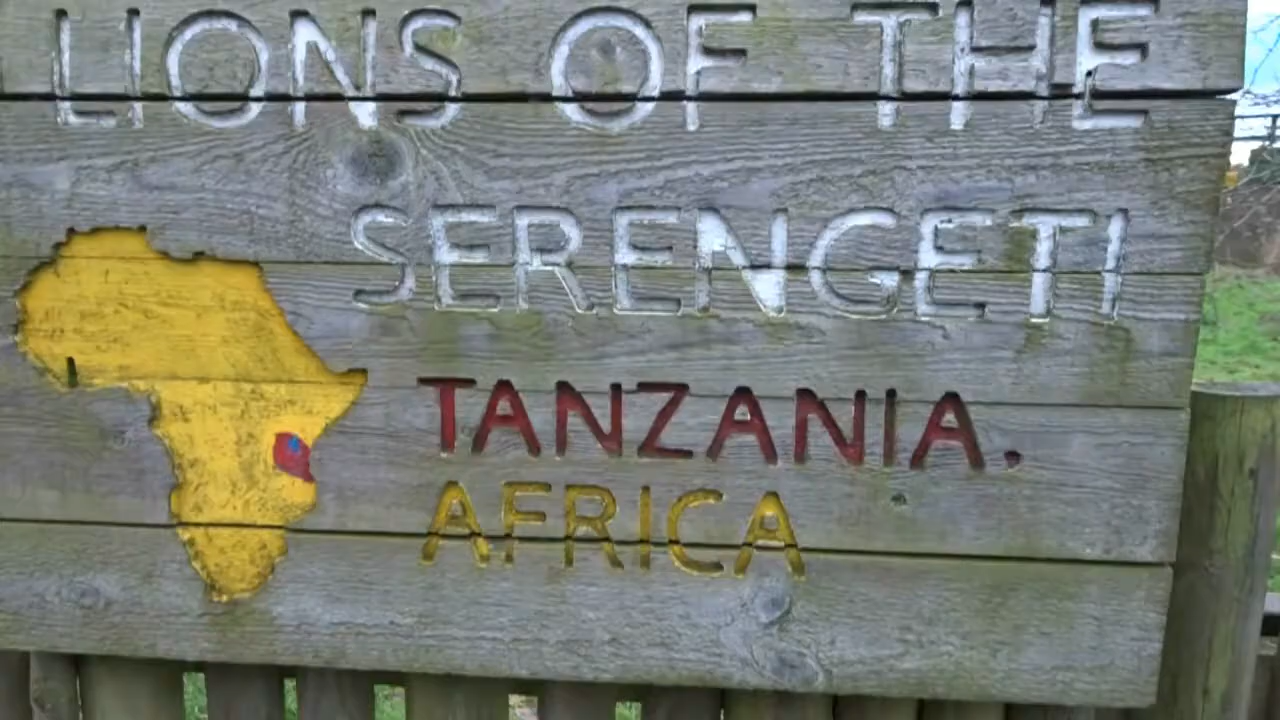 LIONS OF THE
SERENGETI
TANZANIA,
AFRICA